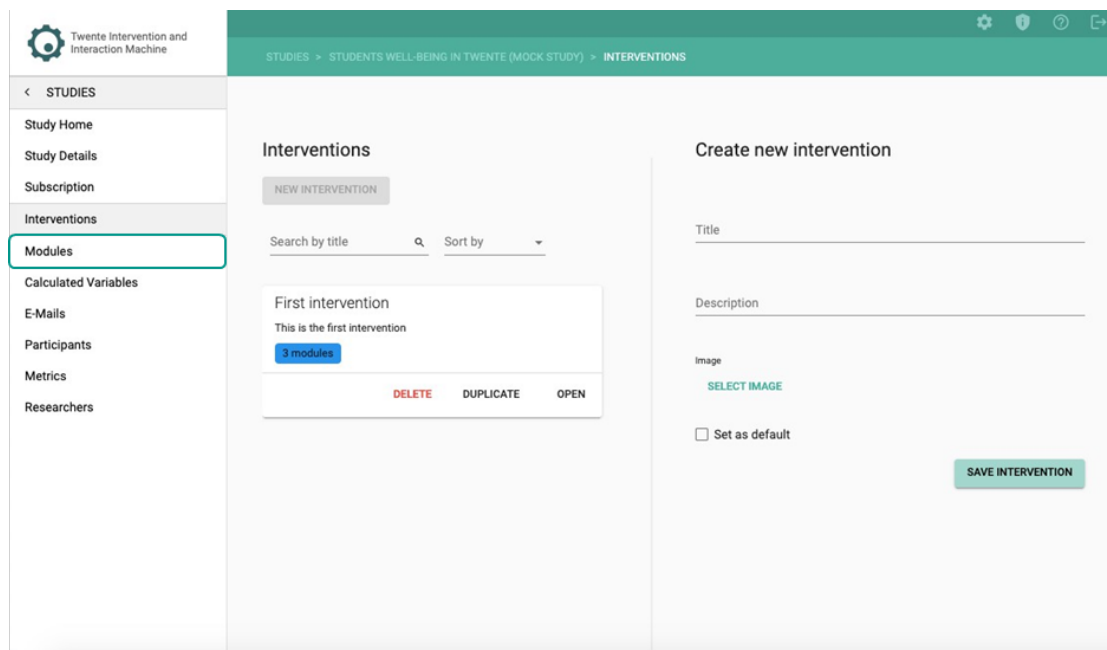 Twente Intervention and
Interaction Machine
STUDIES > STUDENTS WELL-BEING IN TWENTE (MOCK STUDY) > INTERVENTIONS
< STUDIES
Study Home
Study Details
Subscription
Interventions
Modules
Calculated Variables
E-Mails
Participants
Metrics
Researchers
Interventions
NEW INTERVENTION
Search by title
Sort by
First intervention
This is the first intervention
3 modules
DELETE DUPLICATE OPEN
Create new intervention
Title
Description
Image
SELECT IMAGE
Set as default
SAVE INTERVENTION